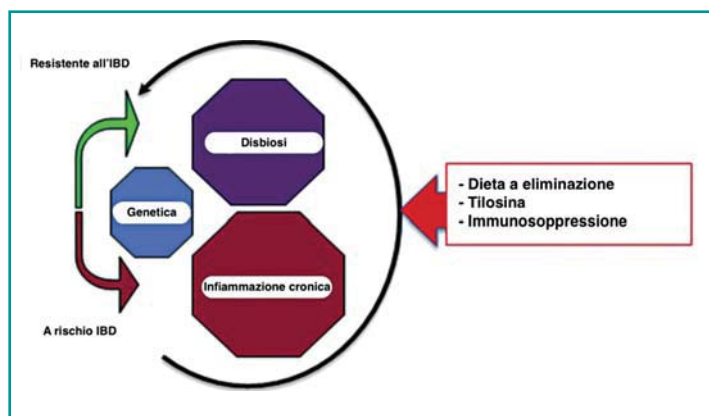 Resistente all'IBD
Disbiosi
Genetica
Infiammazione cronica
A rischio IBD
- Dieta a eliminazione
- Tilosina
- Immunosoppressione